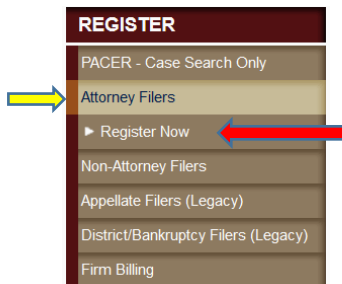 REGISTER
PACER - Case Search Only
Attorney Filers
► Register Now
Non-Attorney Filers
Appellate Filers (Legacy)
District/Bankruptcy Filers (Legacy)
Firm Billing